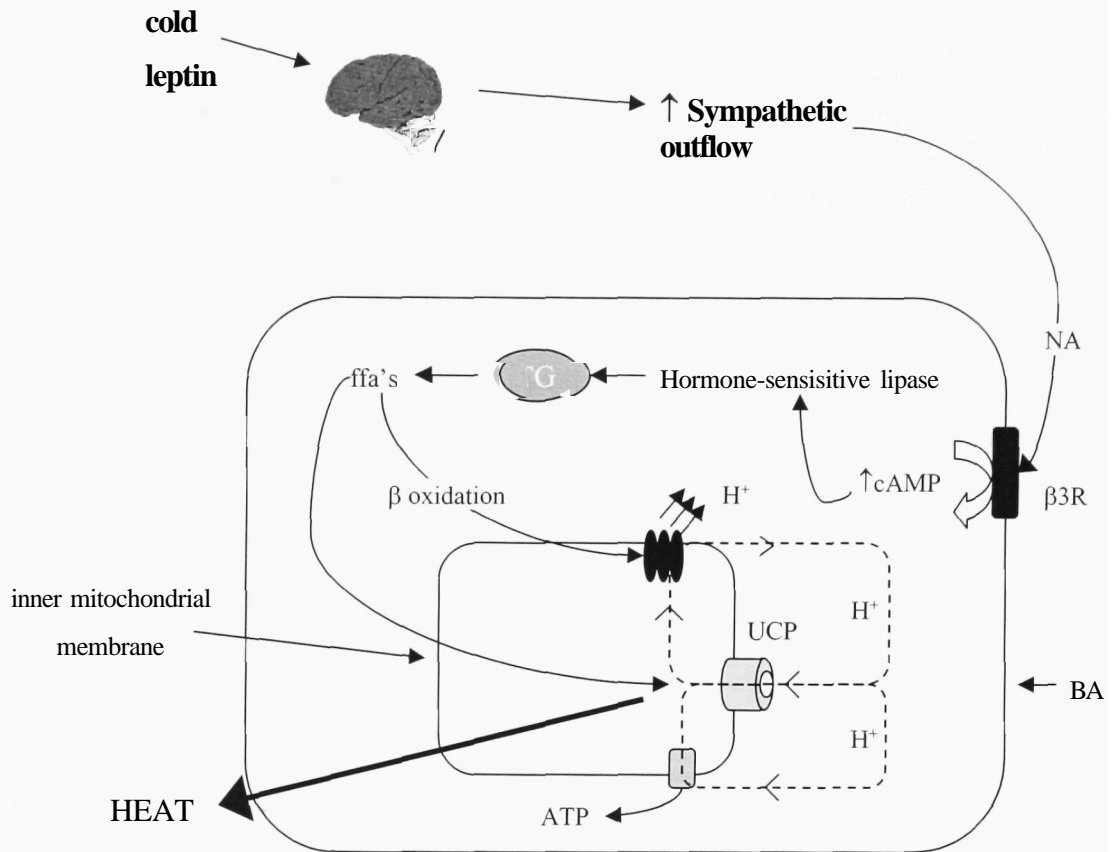 cold
leptin
↑ Sympathetic
outflow
NA
ffa's
Hormone-sensisitive lipase
↑cAMP
β3R
β oxidation
H⁺
inner mitochondrial
membrane
UCP
H⁺
BA
H⁺
HEAT
ATP